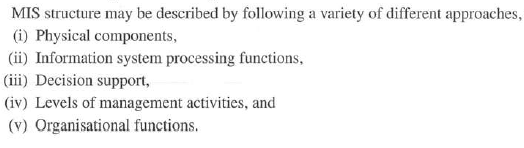 MIS structure may be described by following a variety of different approaches,
(i) Physical components,
(ii) Information system processing functions,
(iii) Decision support,
(iv) Levels of management activities, and
(v) Organisational functions.